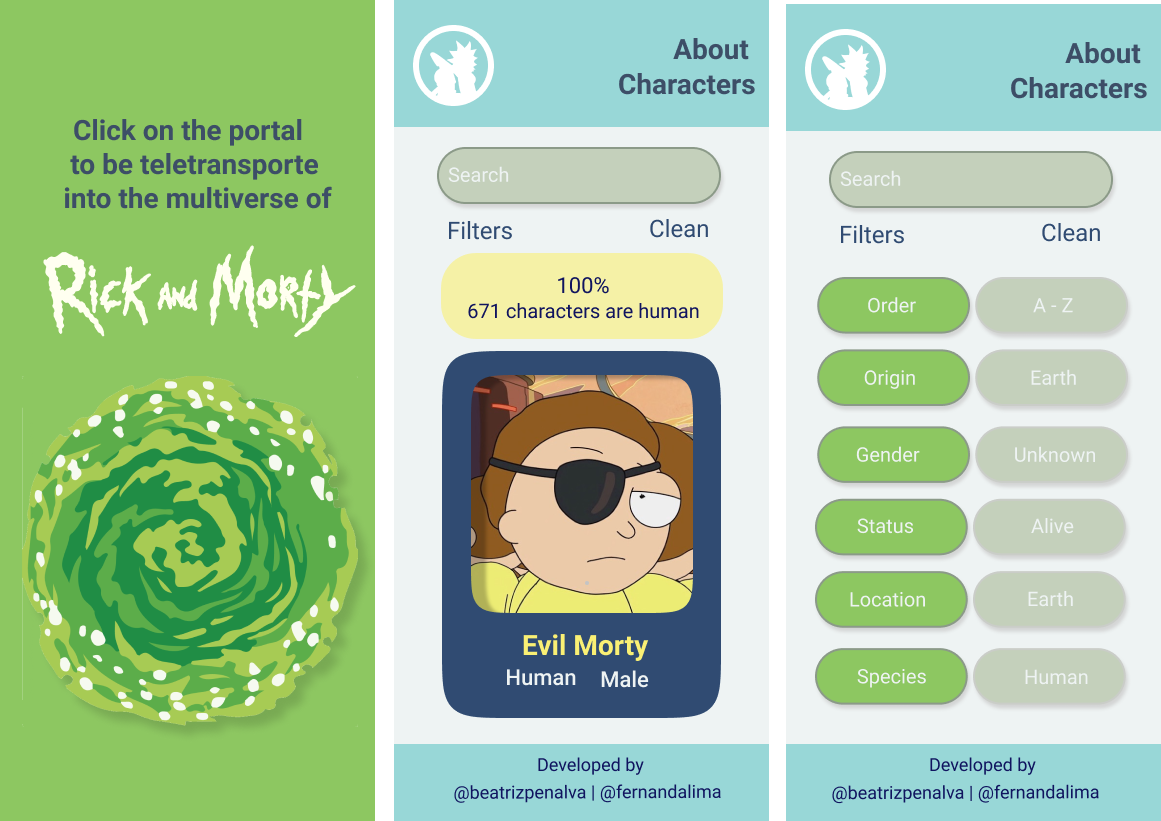 Click on the portal
to be teletransporte
into the multiverse of
Rick and Morty
About
Characters
Search
Filters
Clean
100%
671 characters are human
Evil Morty
Human Male
Developed by
@beatrizpenalva | @fernandalima
About
Characters
Search
Filters
Clean
Order
A - Z
Origin
Earth
Gender
Unknown
Status
Alive
Location
Earth
Species
Human
Developed by
@beatrizpenalva | @fernandalima